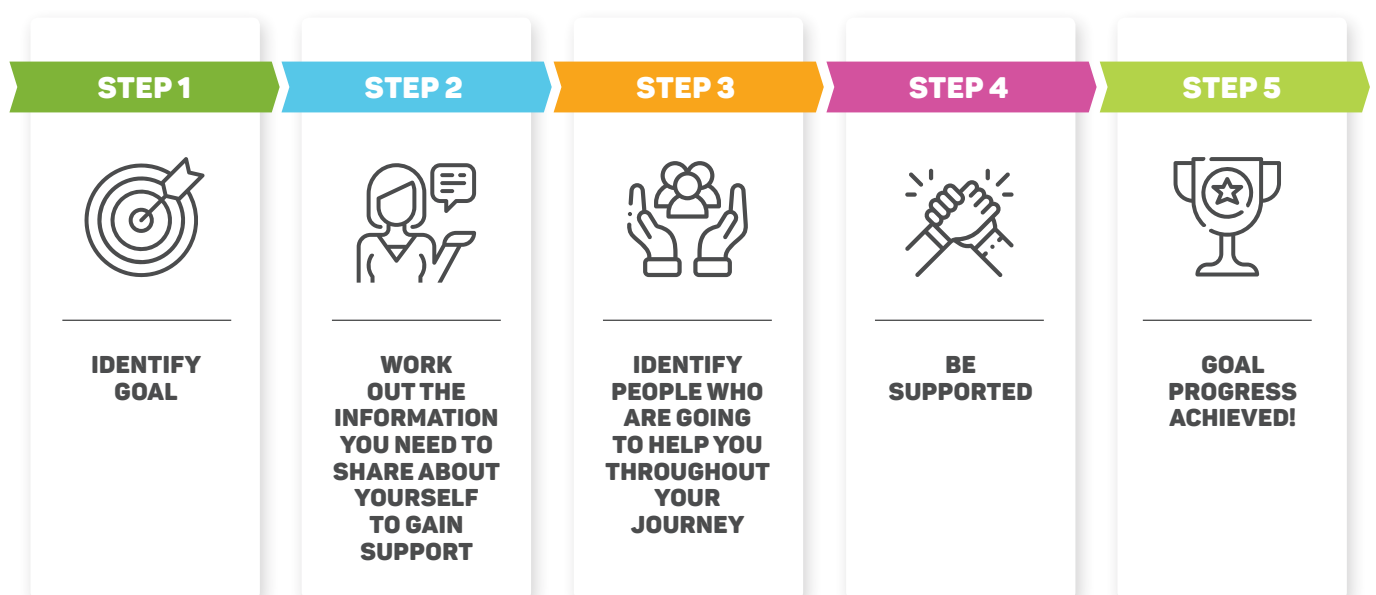 STEP 1
STEP 2
STEP 3
STEP 4
STEP 5
IDENTIFY
GOAL
WORK
OUT THE
INFORMATION
YOU NEED TO
SHARE ABOUT
YOURSELF
TO GAIN
SUPPORT
IDENTIFY
PEOPLE WHO
ARE GOING
TO HELP YOU
THROUGHOUT
YOUR
JOURNEY
BE
SUPPORTED
GOAL
PROGRESS
ACHIEVED!